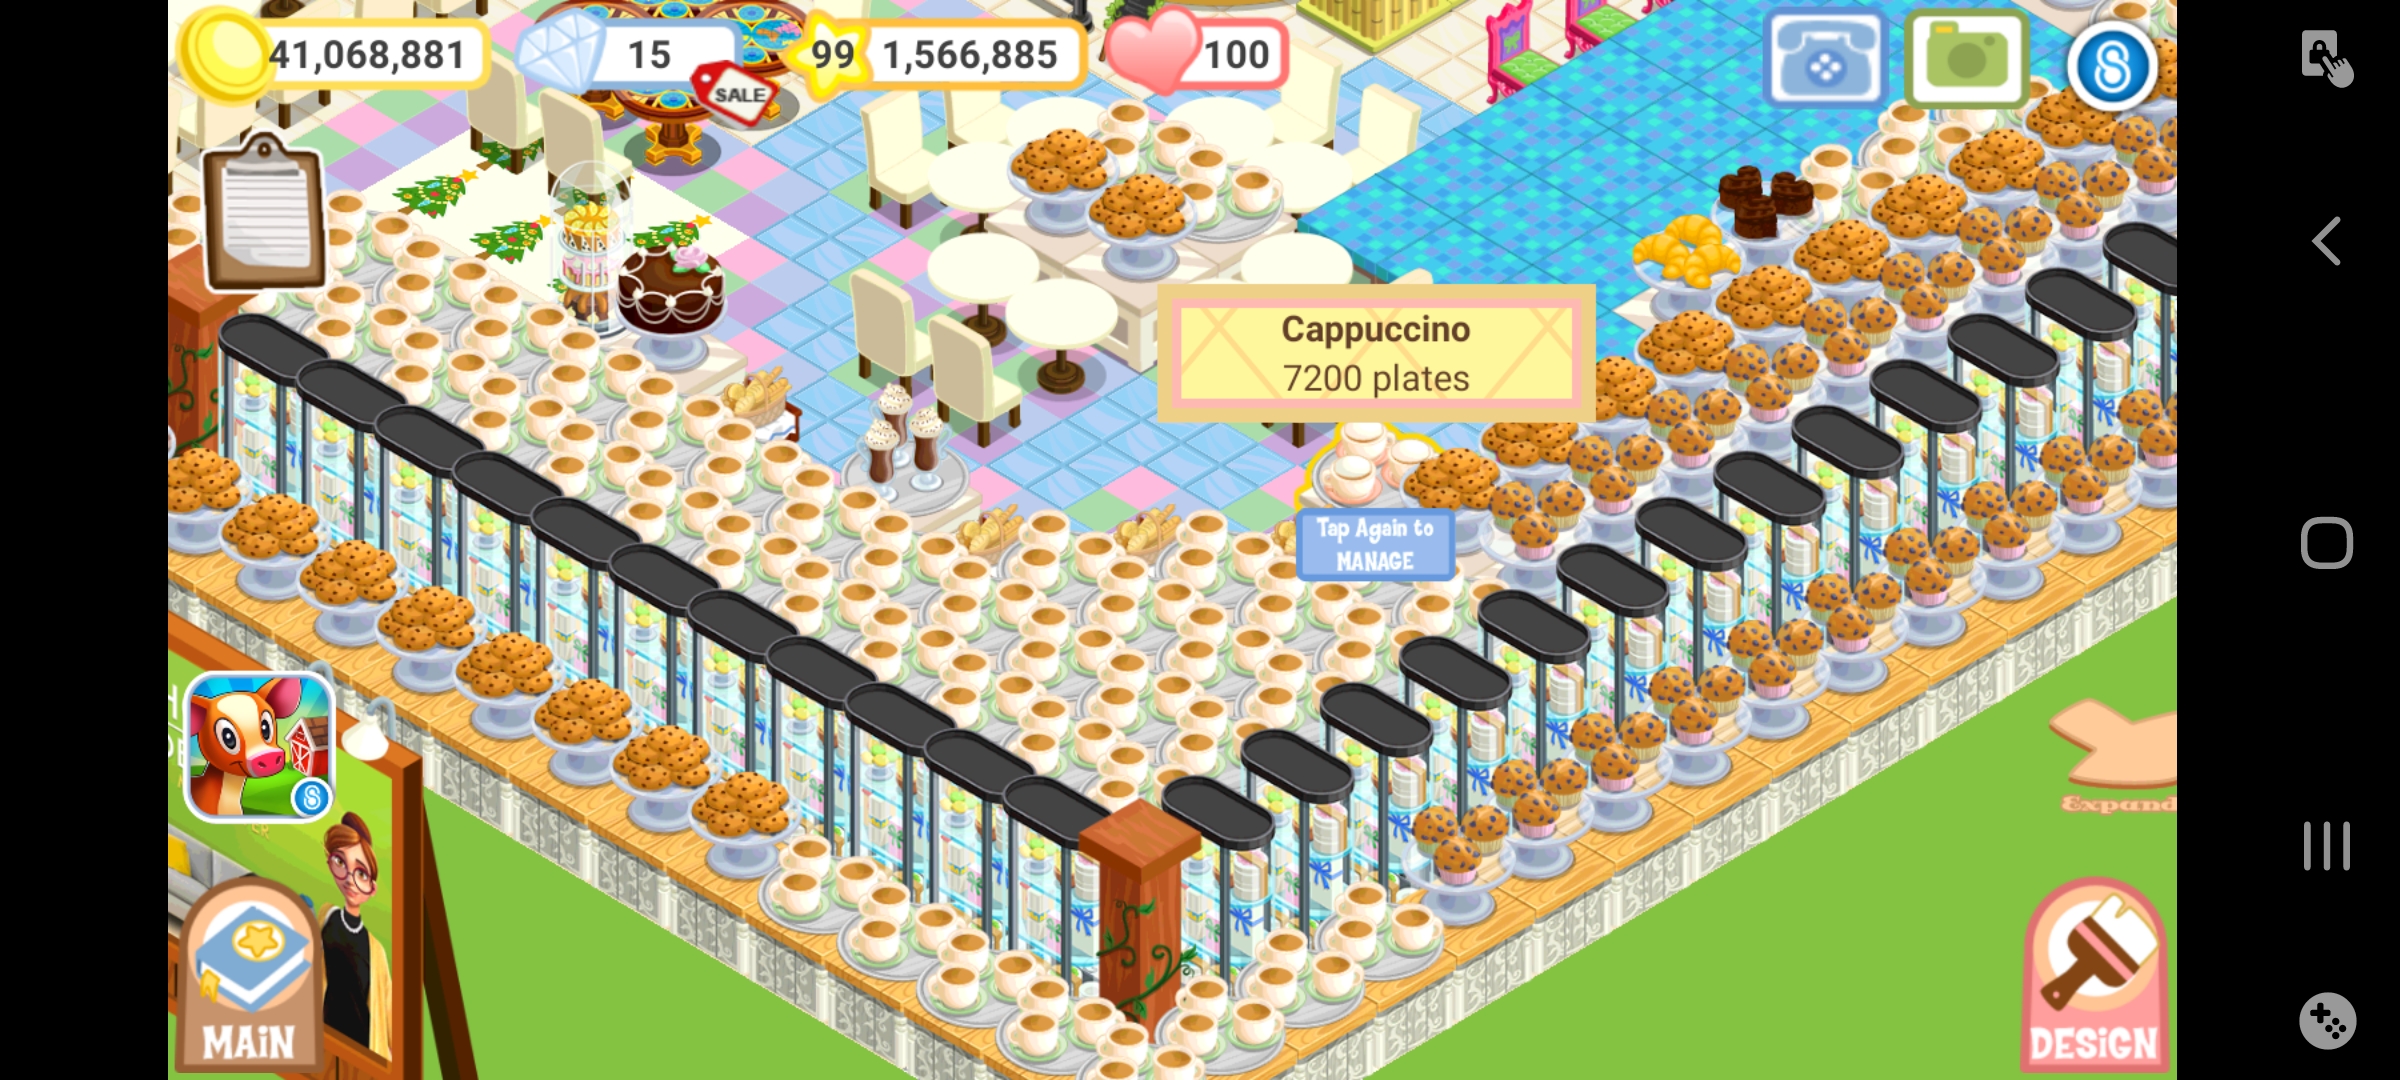 41,068,881
15
SALE
99
1,566,885
100
Cappuccino
7200 plates
Tap Again to
MANAGE
Expand
MAiN
DESiGN